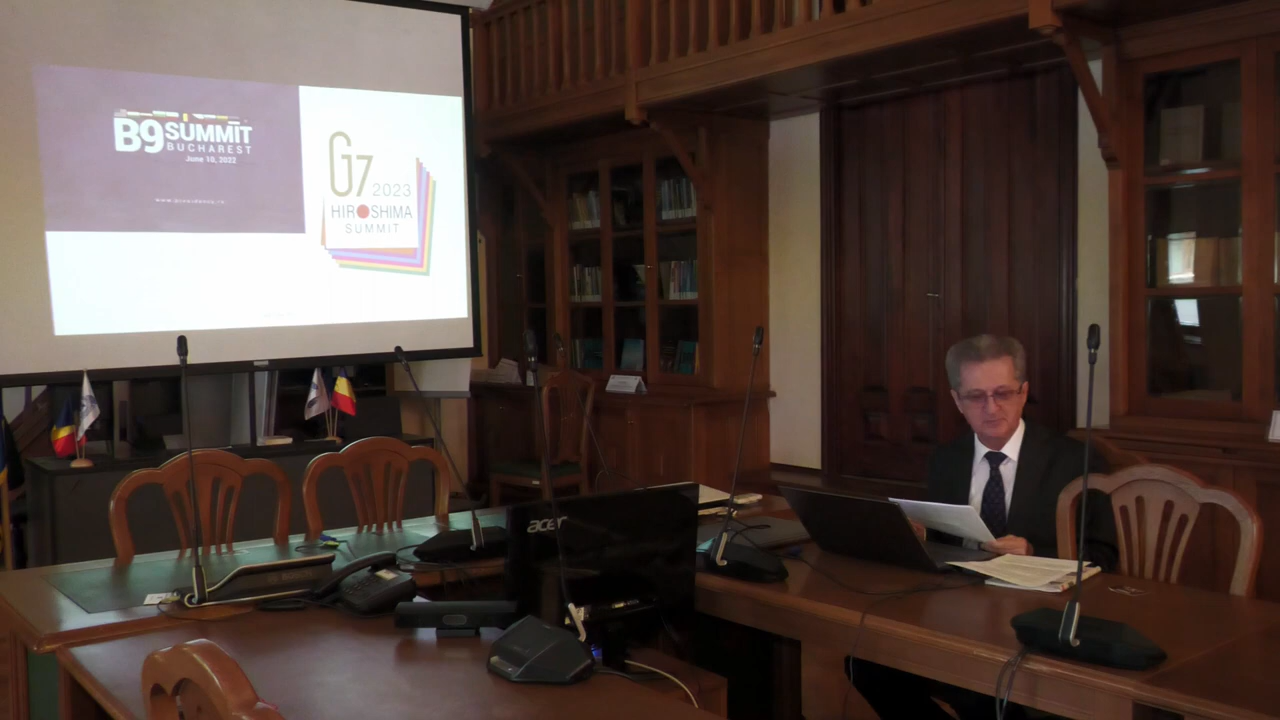 B9 SUMMIT
BUCHAREST
June 10, 2022
G7
2023
HIROSHIMA
SUMMIT
acer